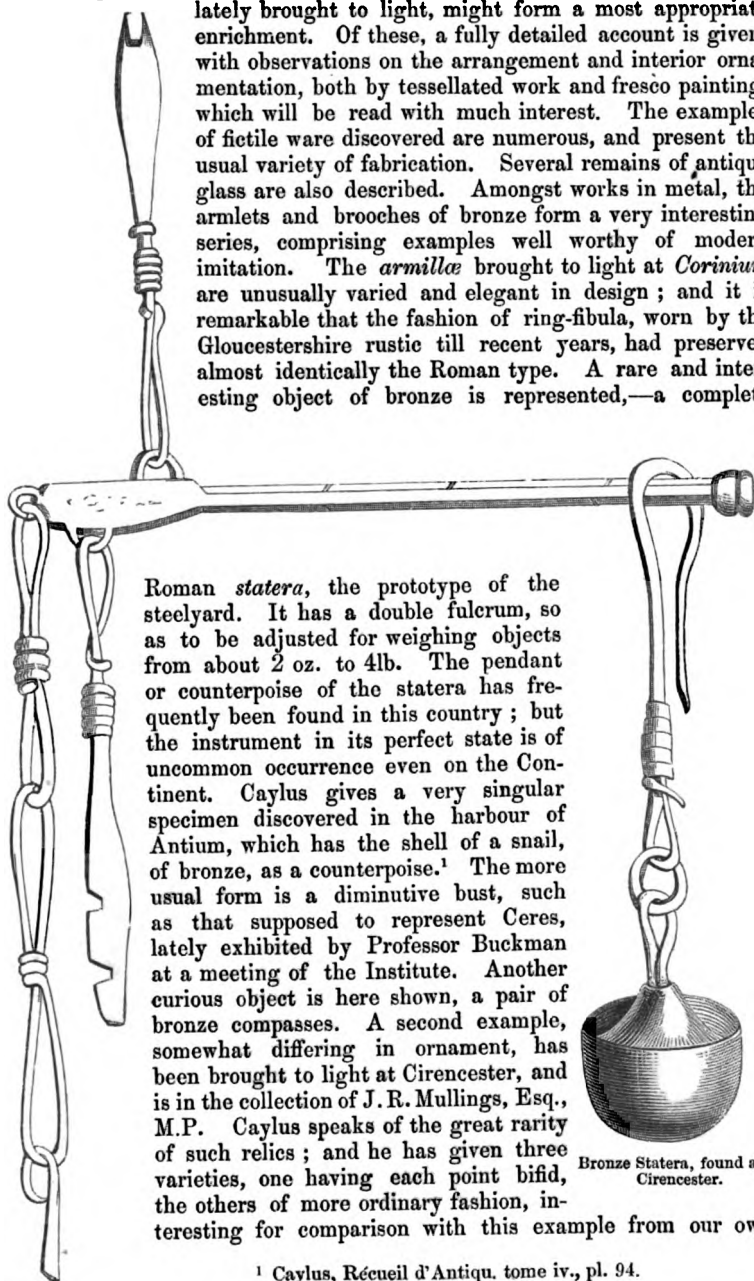 lately brought to light, might form a most appropriat
enrichment. Of these, a fully detailed account is given
with observations on the arrangement and interior orna
mentation, both by tessellated work and fresco painting
which will be read with much interest. The example
of fictile ware discovered are numerous, and present th
usual variety of fabrication. Several remains of antiqu
glass are also described. Amongst works in metal, th
armlets and brooches of bronze form a very interestin
series, comprising examples well worthy of moder
imitation. The armillæ brought to light at Corinium
are unusually varied and elegant in design ; and it i
remarkable that the fashion of ring-fibula, worn by th
Gloucestershire rustic till recent years, had preserve
almost identically the Roman type. A rare and inter
esting object of bronze is represented,—a complet
Roman statera, the prototype of the
steelyard. It has a double fulcrum, so
as to be adjusted for weighing objects
from about 2 oz. to 4lb. The pendant
or counterpoise of the statera has fre-
quently been found in this country ; but
the instrument in its perfect state is of
uncommon occurrence even on the Con-
tinent. Caylus gives a very singular
specimen discovered in the harbour of
Antium, which has the shell of a snail,
of bronze, as a counterpoise.¹ The more
usual form is a diminutive bust, such
as that supposed to represent Ceres,
lately exhibited by Professor Buckman
at a meeting of the Institute. Another
curious object is here shown, a pair of
bronze compasses. A second example,
somewhat differing in ornament, has
been brought to light at Cirencester, and
is in the collection of J. R. Mullings, Esq.,
M.P. Caylus speaks of the great rarity
of such relics ; and he has given three
varieties, one having each point bifid,
the others of more ordinary fashion, in-
teresting for comparison with this example from our ow
Bronze Statera, found a
Cirencester.
¹ Caylus, Récueil d'Antiqu. tome iv., pl. 94.